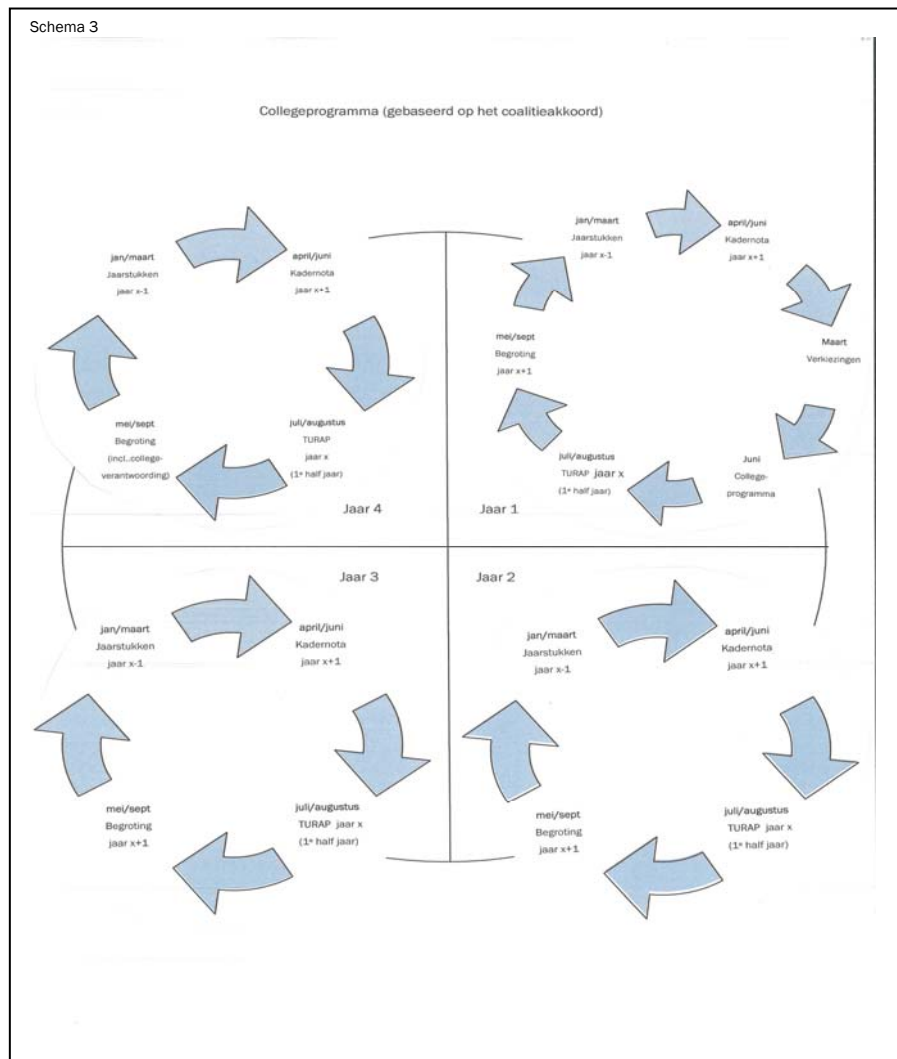 Schema 3
Collegeprogramma (gebaseerd op het coalitieakkoord)
jan/maart
Jaarstukken
jaar x-1
april/juni
Kadernota
jaar x+1
juli/augustus
TURAP
jaar x
(1e half jaar)
mei/sept
Begroting
(incl..college-
verantwoording)
Jaar 4
jan/maart
Jaarstukken
jaar x-1
april/juni
Kadernota
jaar x+1
Maart
Verkiezingen
Juni
College-
programma
juli/augustus
TURAP jaar x
(1e half jaar)
mei/sept
Begroting
jaar x+1
Jaar 1
Jaar 3
jan/maart
Jaarstukken
jaar x-1
april/juni
Kadernota
jaar x+1
juli/augustus
TURAP jaar x
(1e half jaar)
mei/sept
Begroting
jaar x+1
Jaar 2
jan/maart
Jaarstukken
jaar x-1
april/juni
Kadernota
jaar x+1
juli/augustus
TURAP jaar x
(1e half jaar)
mei/sept
Begroting
jaar x+1